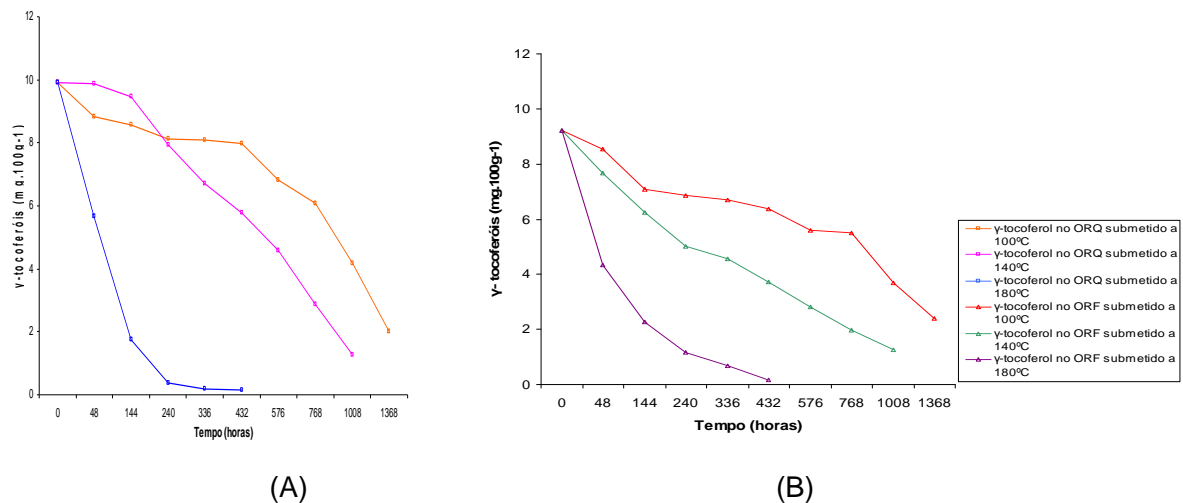 12
10
8
6
4
2
0
γ-tocoferóis (mg.100g-1)
0 48 144 240 336 432 576 768 1008 1368
Tempo (horas)
(A)
12
10
8
6
4
2
0
γ- tocoferóis (mg.100g-1)
0 48 144 240 336 432 576 768 1008 1368
Tempo (horas)
(B)
γ-tocoferol no ORQ submetido a
100ºC
γ-tocoferol no ORQ submetido a
140ºC
γ-tocoferol no ORQ submetido a
180ºC
γ-tocoferol no ORF submetido a
100ºC
γ-tocoferol no ORF submetido a
140ºC
γ-tocoferol no ORF submetido a
180ºC